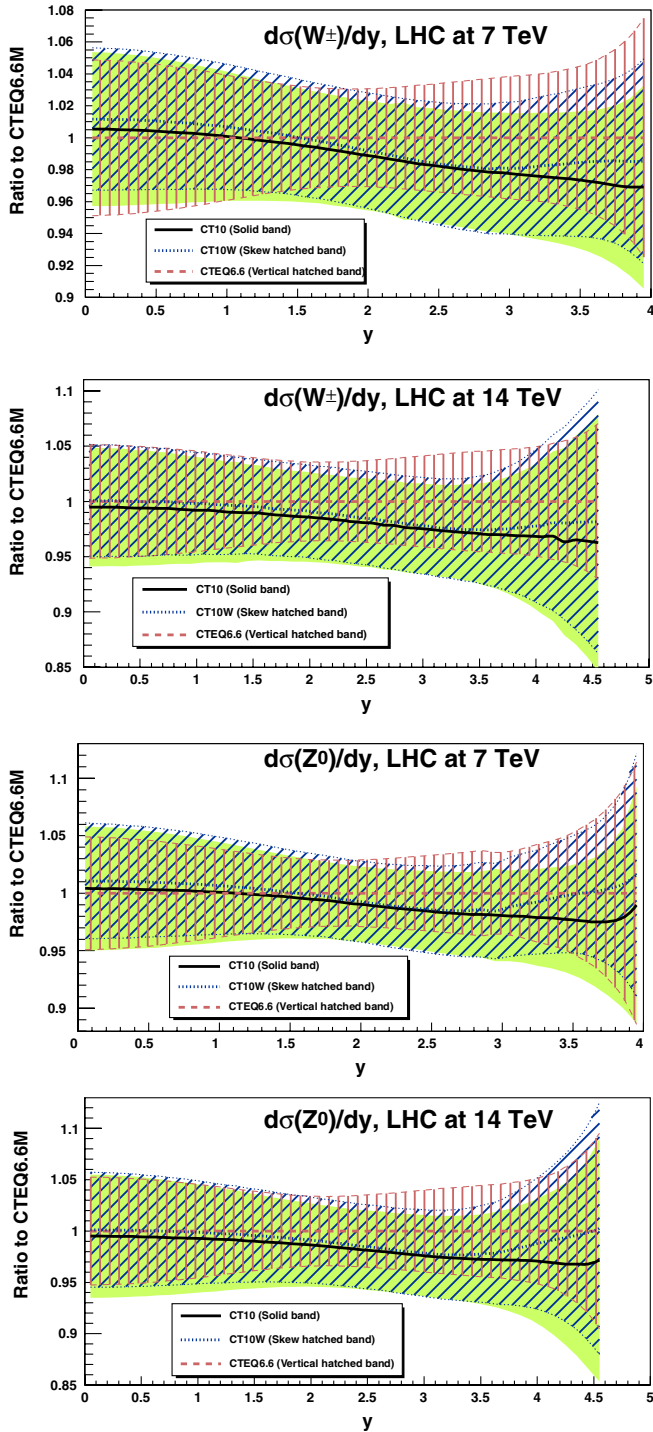 dσ(W±)/dy, LHC at 7 TeV
Ratio to CTEQ6.6M
1.08
1.06
1.04
1.02
1
0.98
0.96
0.94
0.92
0.9
CT10 (Solid band)
CT10W (Skew hatched band)
CTEQ6.6 (Vertical hatched band)
0 0.5 1 1.5 2 2.5 3 3.5 4
y
dσ(W±)/dy, LHC at 14 TeV
Ratio to CTEQ6.6M
1.1
1.05
1
0.95
0.9
0.85
CT10 (Solid band)
CT10W (Skew hatched band)
CTEQ6.6 (Vertical hatched band)
0 0.5 1 1.5 2 2.5 3 3.5 4 4.5 5
y
dσ(Z0)/dy, LHC at 7 TeV
Ratio to CTEQ6.6M
1.1
1.05
1
0.95
0.9
CT10 (Solid band)
CT10W (Skew hatched band)
CTEQ6.6 (Vertical hatched band)
0 0.5 1 1.5 2 2.5 3 3.5 4
y
dσ(Z0)/dy, LHC at 14 TeV
Ratio to CTEQ6.6M
1.1
1.05
1
0.95
0.9
0.85
CT10 (Solid band)
CT10W (Skew hatched band)
CTEQ6.6 (Vertical hatched band)
0 0.5 1 1.5 2 2.5 3 3.5 4 4.5 5
y